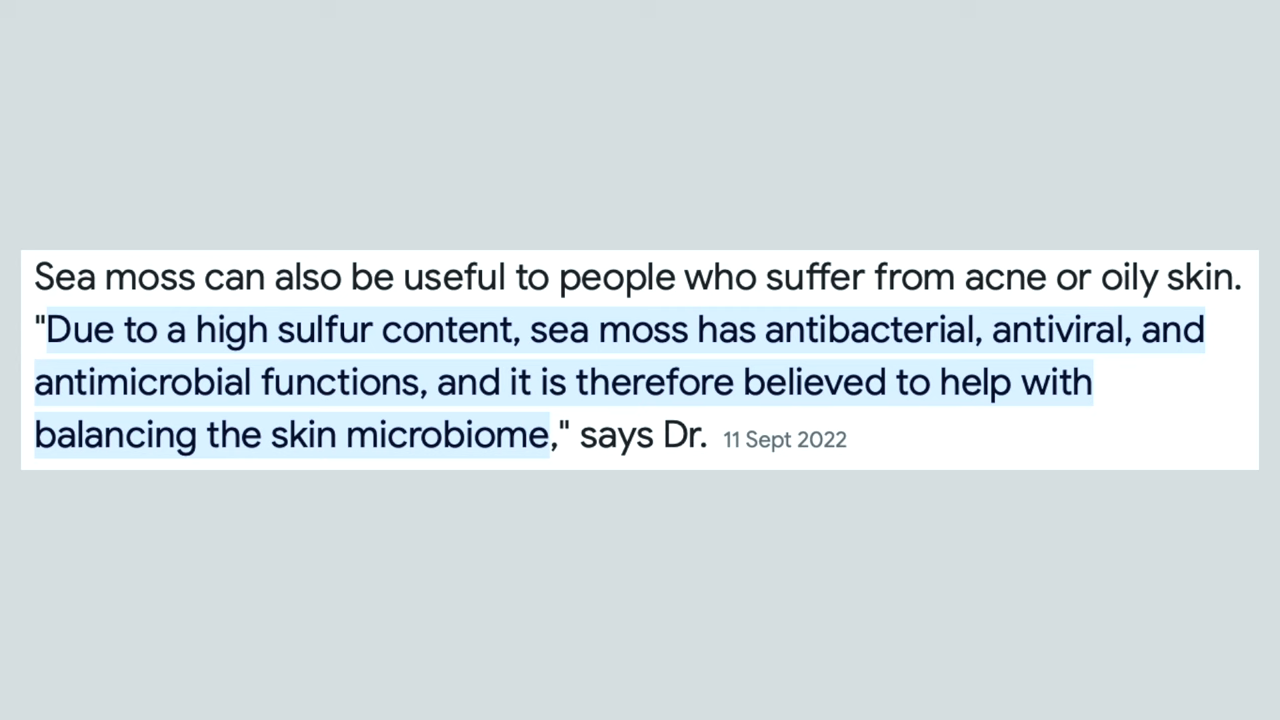 Sea moss can also be useful to people who suffer from acne or oily skin.
"Due to a high sulfur content, sea moss has antibacterial, antiviral, and
antimicrobial functions, and it is therefore believed to help with
balancing the skin microbiome," says Dr. 11 Sept 2022